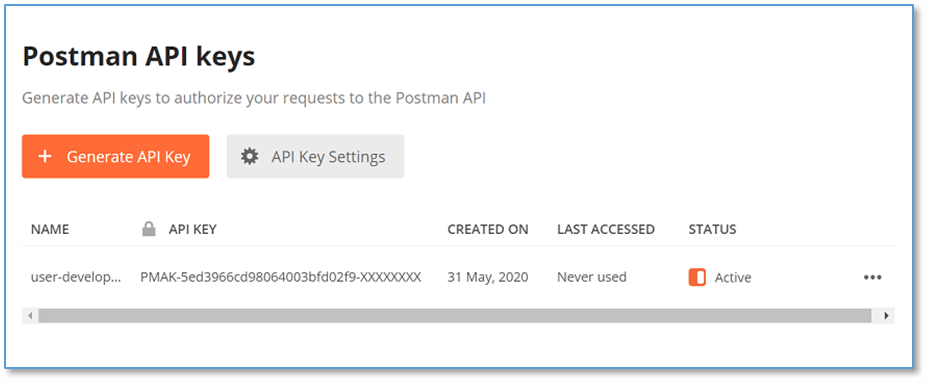 Postman API keys
Generate API keys to authorize your requests to the Postman API
+ Generate API Key API Key Settings
NAME API KEY CREATED ON LAST ACCESSED STATUS
user-develop... PMAK-5ed3966cd98064003bfd02f9-XXXXXXXX 31 May, 2020 Never used Active •••